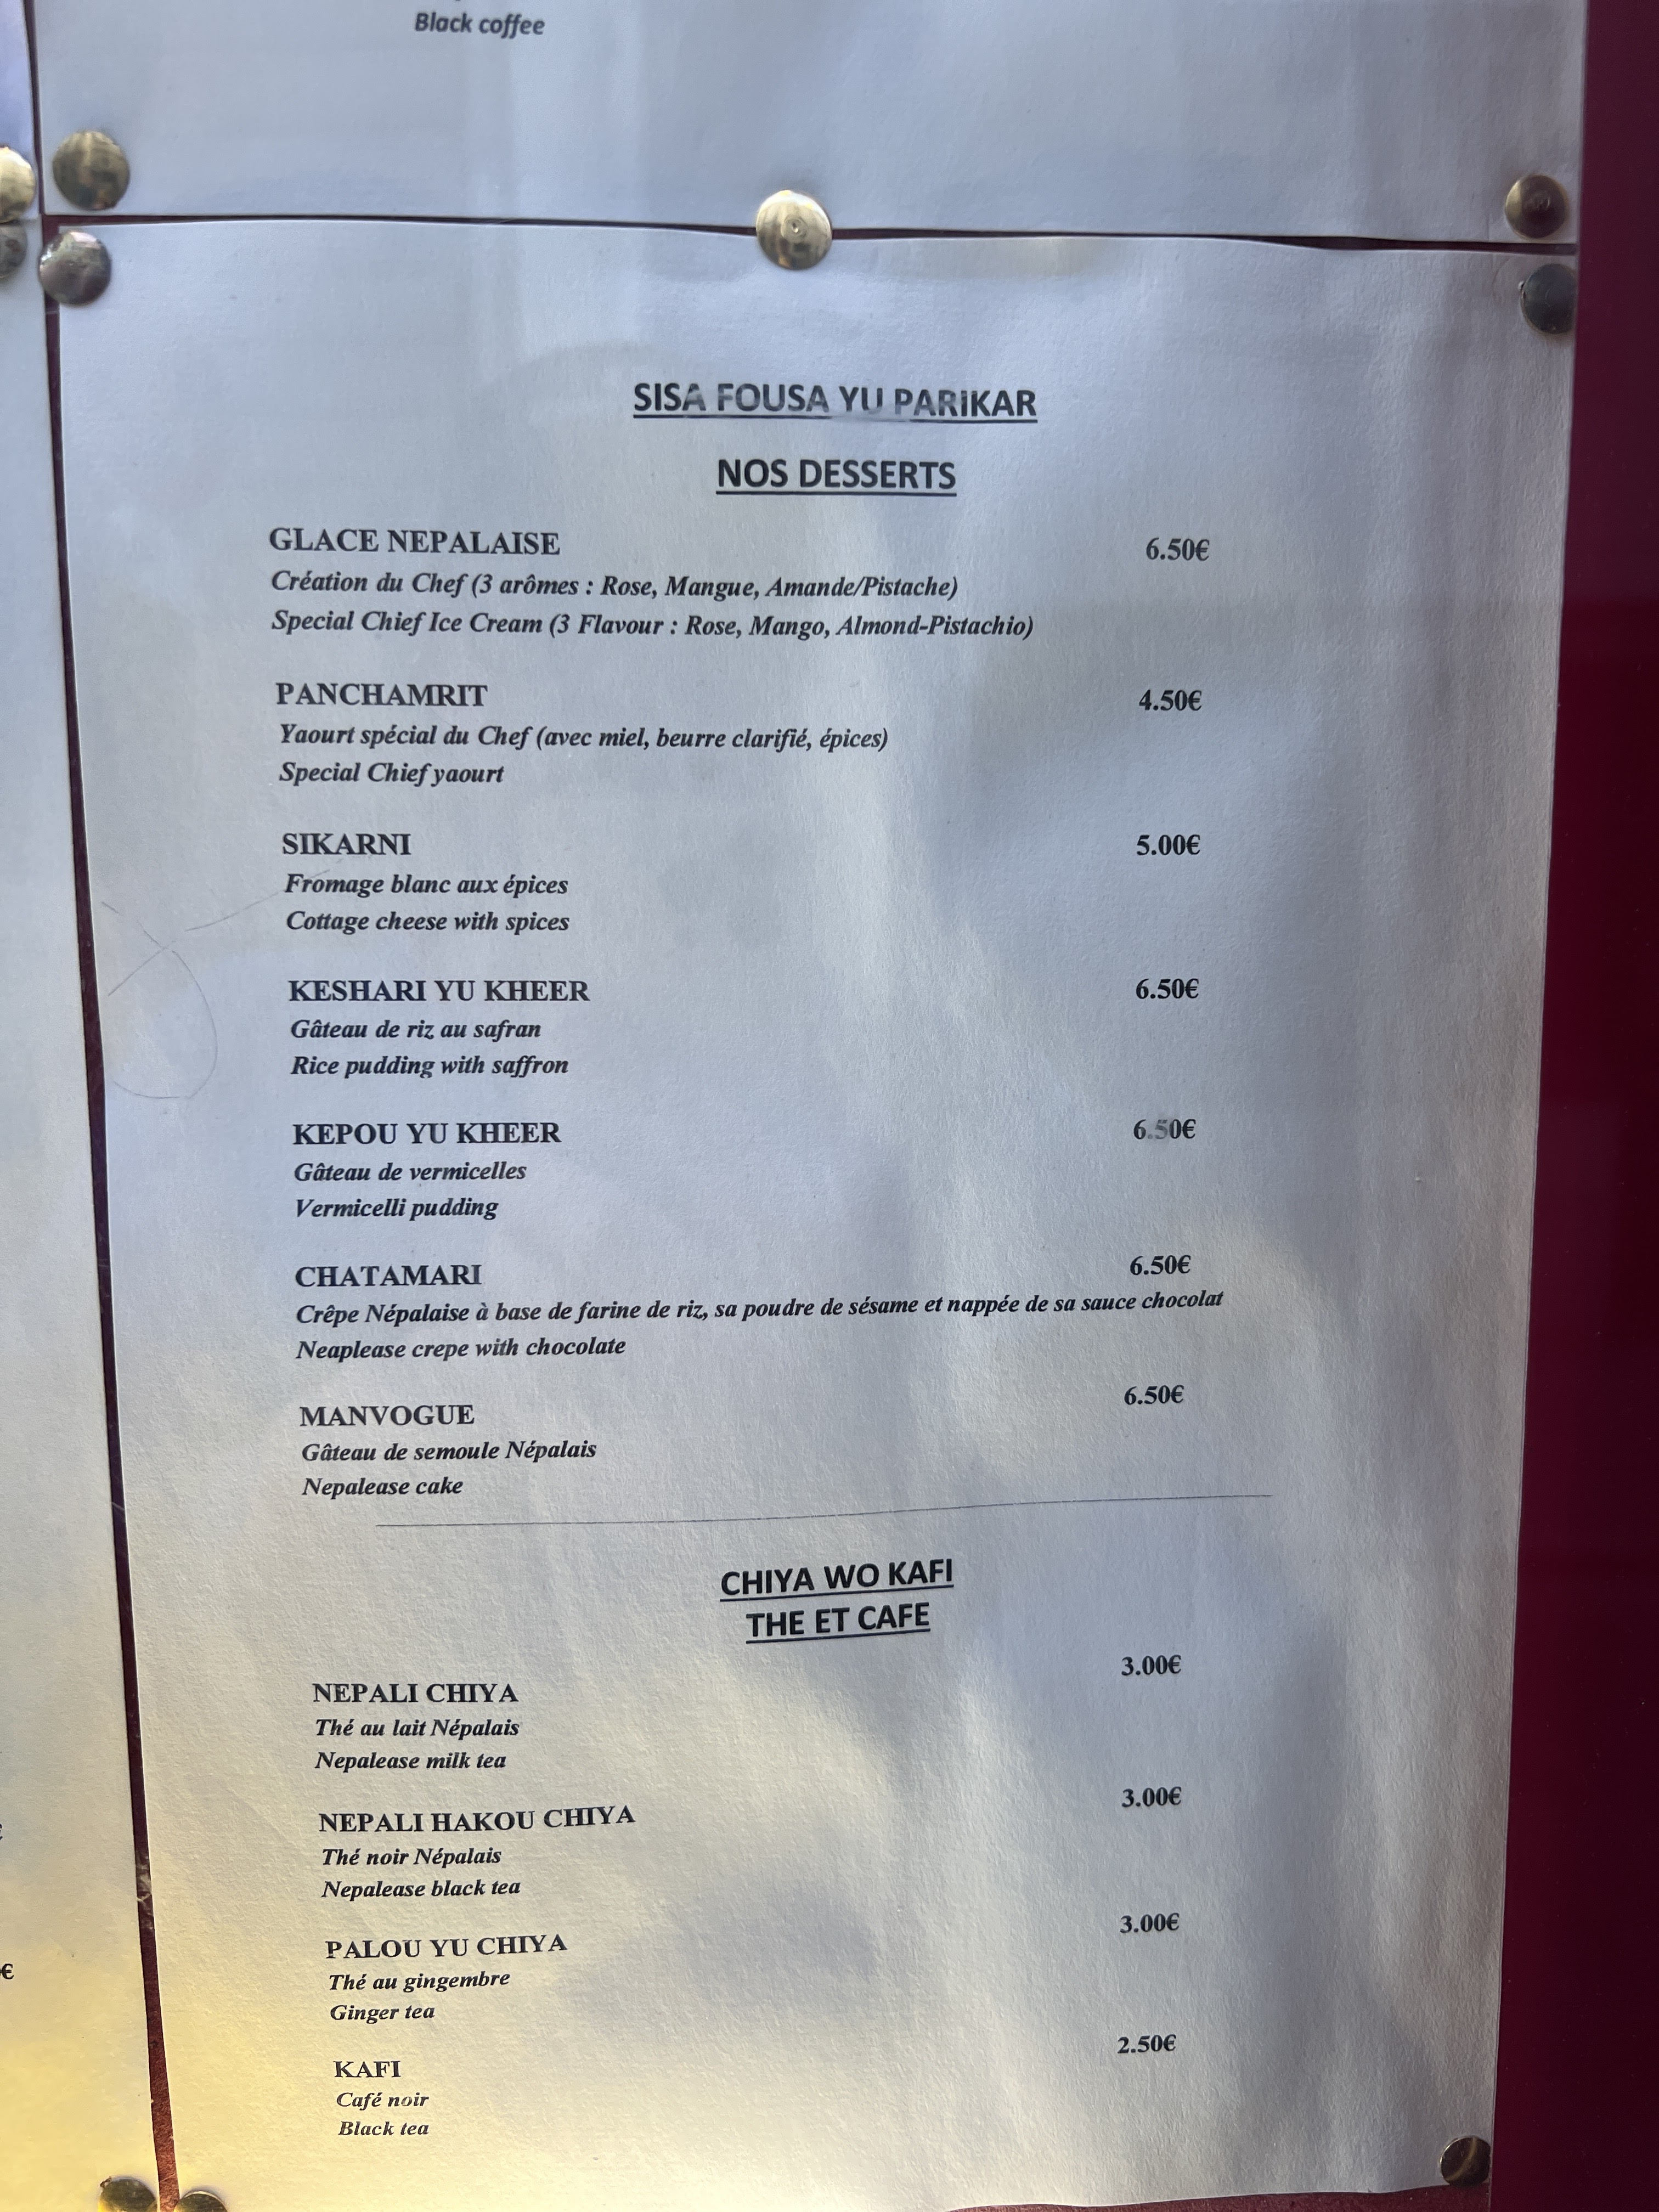 Black coffee
SISA FOUSA YU PARIKAR
NOS DESSERTS
GLACE NEPALAISE 6.50€
Création du Chef (3 arômes : Rose, Mangue, Amande/Pistache)
Special Chief Ice Cream (3 Flavour : Rose, Mango, Almond-Pistachio)
PANCHAMRIT 4.50€
Yaourt spécial du Chef (avec miel, beurre clarifié, épices)
Special Chief yaourt
SIKARNI 5.00€
Fromage blanc aux épices
Cottage cheese with spices
KESHARI YU KHEER 6.50€
Gâteau de riz au safran
Rice pudding with saffron
KEPOU YU KHEER 6.50€
Gâteau de vermicelles
Vermicelli pudding
CHATAMARI 6.50€
Crêpe Népalaise à base de farine de riz, sa poudre de sésame et nappée de sa sauce chocolat
Neaplease crepe with chocolate
MANVOGUE 6.50€
Gâteau de semoule Népalais
Nepalease cake
CHIYA WO KAFI
THE ET CAFE
NEPALI CHIYA 3.00€
Thé au lait Népalais
Nepalease milk tea
NEPALI HAKOU CHIYA 3.00€
Thé noir Népalais
Nepalease black tea
PALOU YU CHIYA 3.00€
Thé au gingembre
Ginger tea
KAFI 2.50€
Café noir
Black tea
€